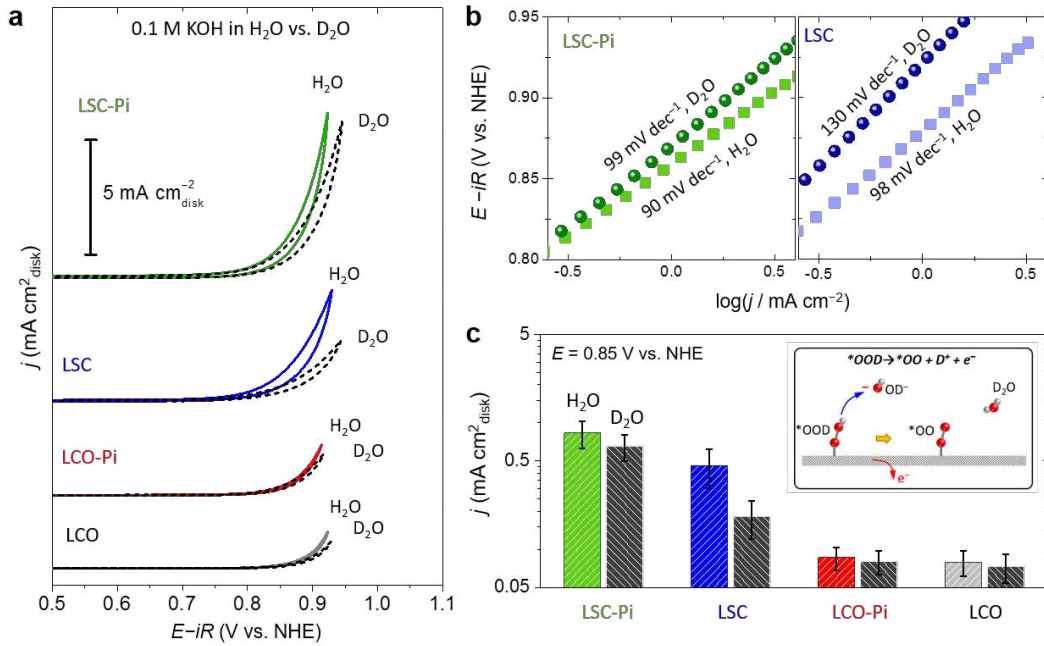 a
0.1 M KOH in H₂O vs. D₂O
H₂O
LSC-Pi
D₂O
5 mA cm⁻²disk
H₂O
D₂O
LSC
H₂O
LCO-Pi
D₂O
H₂O
LCO
D₂O
j (mA cm²disk)
0.5 0.6 0.7 0.8 0.9 1.0 1.1
E−iR (V vs. NHE)
b
LSC-Pi
LSC
0.95
0.90
0.85
0.80
E −iR (V vs. NHE)
99 mV dec⁻¹, D₂O
90 mV dec⁻¹, H₂O
130 mV dec⁻¹, D₂O
98 mV dec⁻¹, H₂O
-0.5 0.0 0.5 -0.5 0.0 0.5
log(j / mA cm⁻²)
c
5
0.5
0.05
j (mA cm²disk)
E = 0.85 V vs. NHE
H₂O
D₂O
*OOD→*OO + D⁺ + e⁻
−
OD⁻
D₂O
*OOD
*OO
e⁻
LSC-Pi LSC LCO-Pi LCO